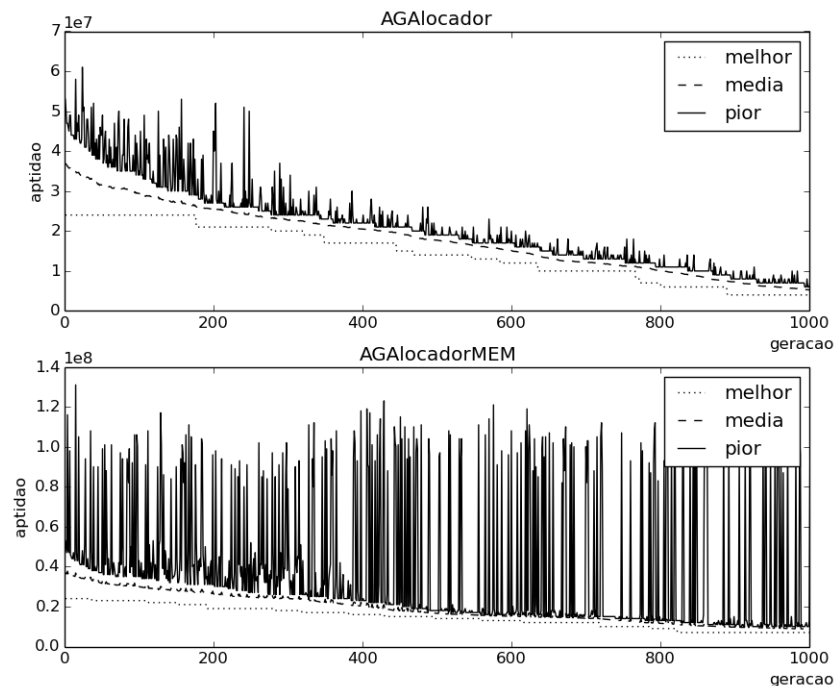 AGAlocador
1e7
7
6
5
4
3
2
1
0
aptidao
melhor
media
pior
0 200 400 600 800 1000
geracao
AGAlocadorMEM
1e8
1.4
1.2
1.0
0.8
0.6
0.4
0.2
0.0
aptidao
melhor
media
pior
0 200 400 600 800 1000
geracao